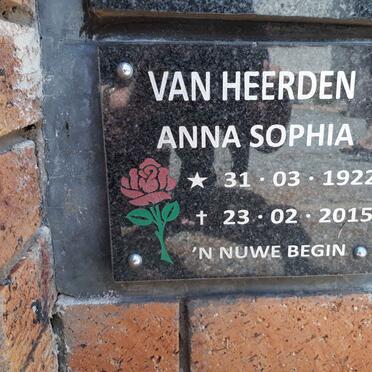 VAN HEERDEN
ANNA SOPHIA
★ 31 · 03 · 1922
† 23 · 02 · 2015
'N NUWE BEGIN